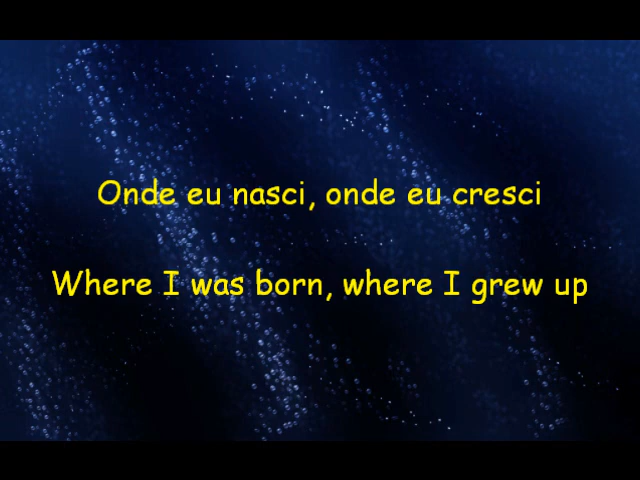 Onde eu nasci, onde eu cresci
Where I was born, where I grew up